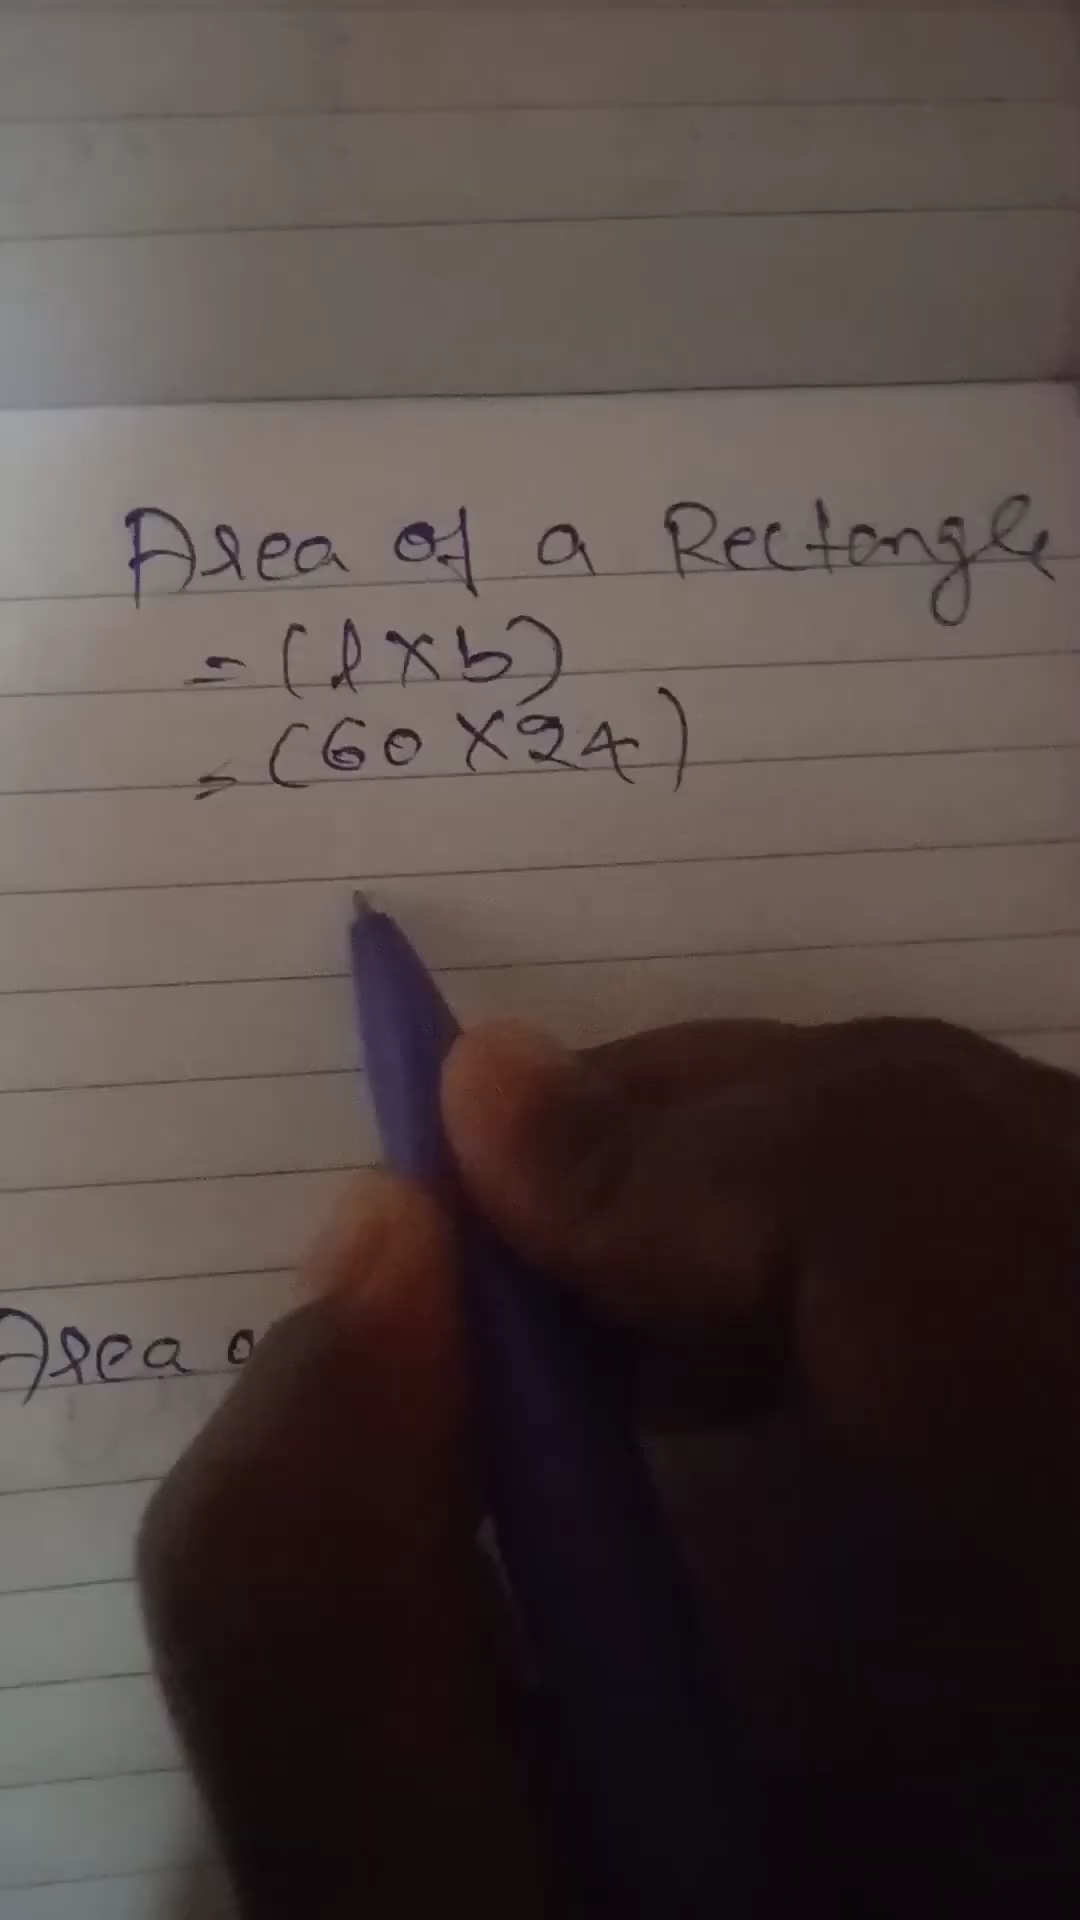 Area of a Rectangle
= (l × b)
= (60 × 24)
Area